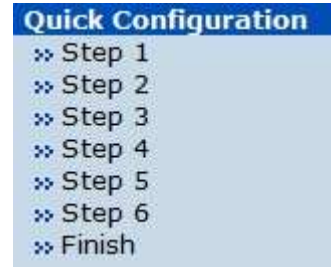 Quick Configuration
» Step 1
» Step 2
» Step 3
» Step 4
» Step 5
» Step 6
» Finish